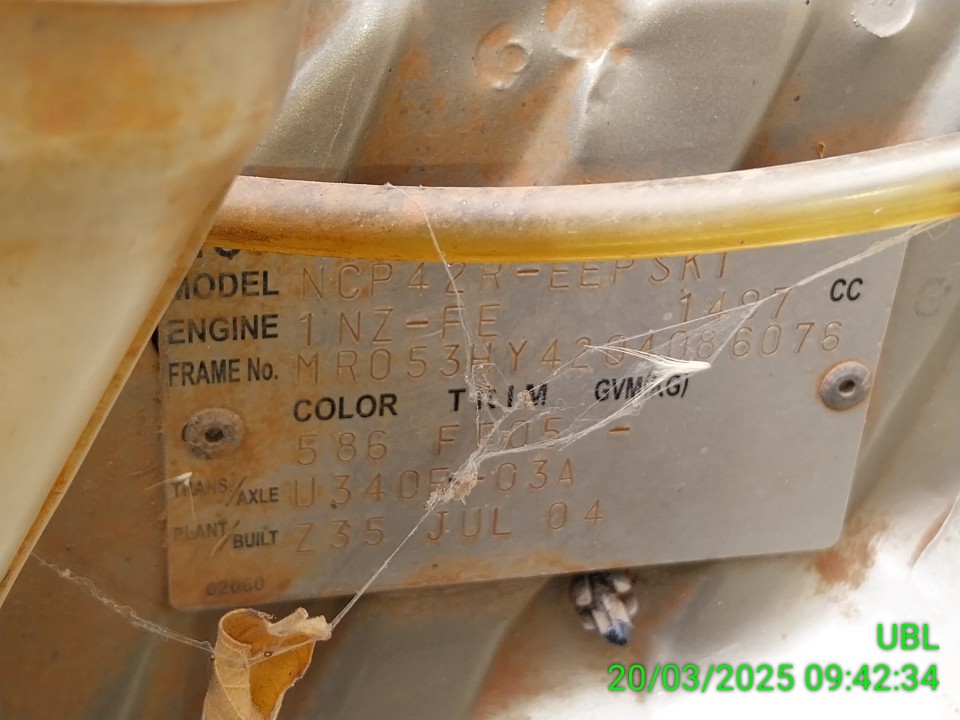 MODEL NCP42R-EEPSKT
ENGINE 1NZ-FE 1497 CC
FRAME No. MR053HY4204086076
COLOR TRIM GVM(KG)
586 -
TRANS/AXLE U340E-03A
PLANT/BUILT Z35 JUL 04
02060
UBL
20/03/2025 09:42:34